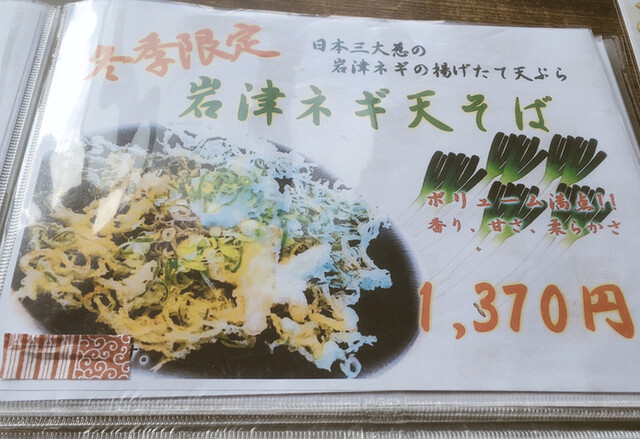 冬季限定
日本三大葱の
岩津ネギの揚げたて天ぷら
岩津ネギ天そば
ボリューム満点!!
香り、甘さ、柔らかさ
1,370円